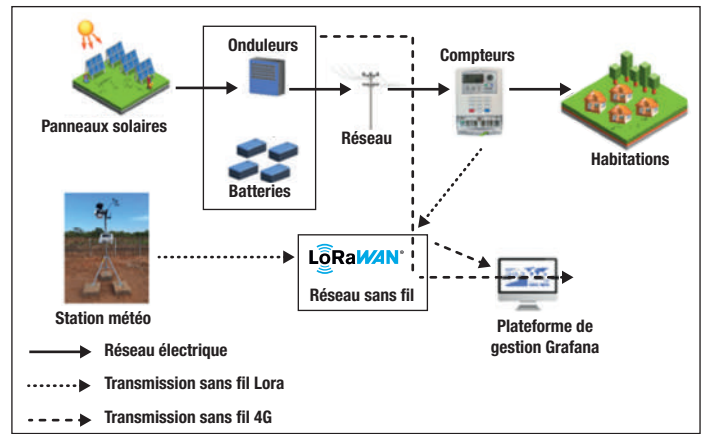 Onduleurs
Compteurs
Panneaux solaires
Réseau
Habitations
Batteries
LoRaWAN®
Réseau sans fil
Station météo
Plateforme de
gestion Grafana
Réseau électrique
Transmission sans fil Lora
Transmission sans fil 4G